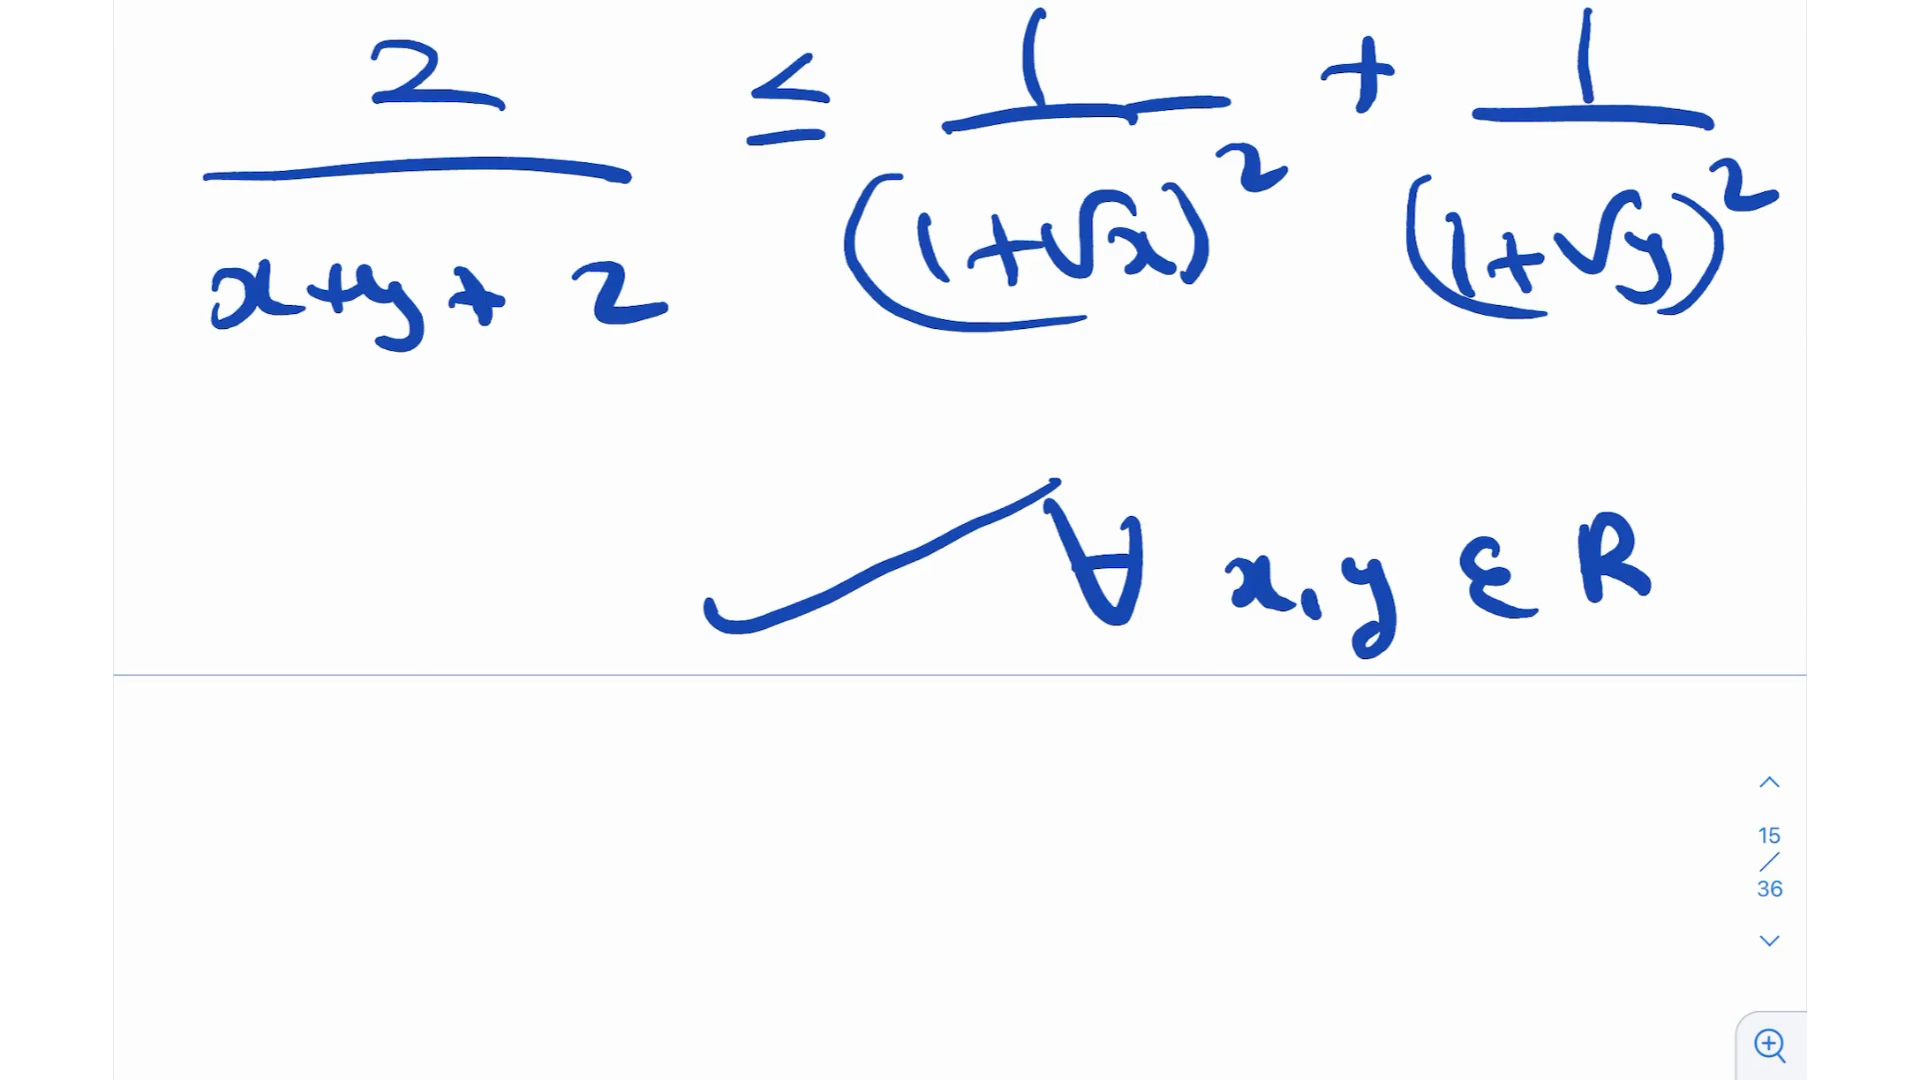 2/(x+y+2) ≤ 1/(1+√x)² + 1/(1+√y)²
∀ x, y ε R
15
/
36